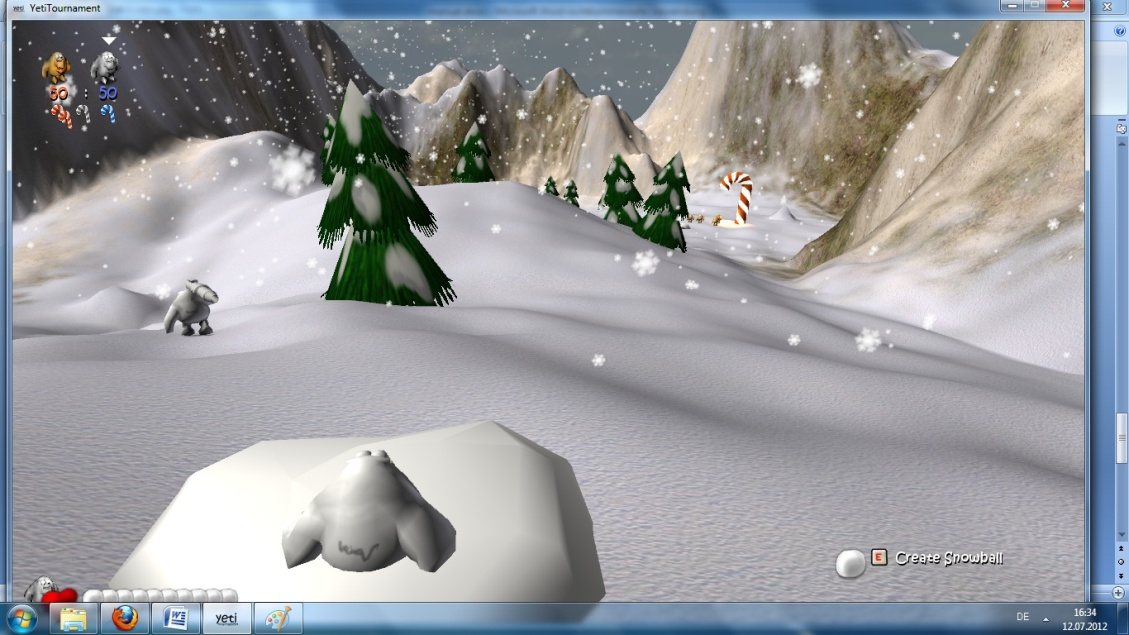 YetiTournament
50 : 50
E Create Snowball
yeti
DE
16:34
12.07.2012